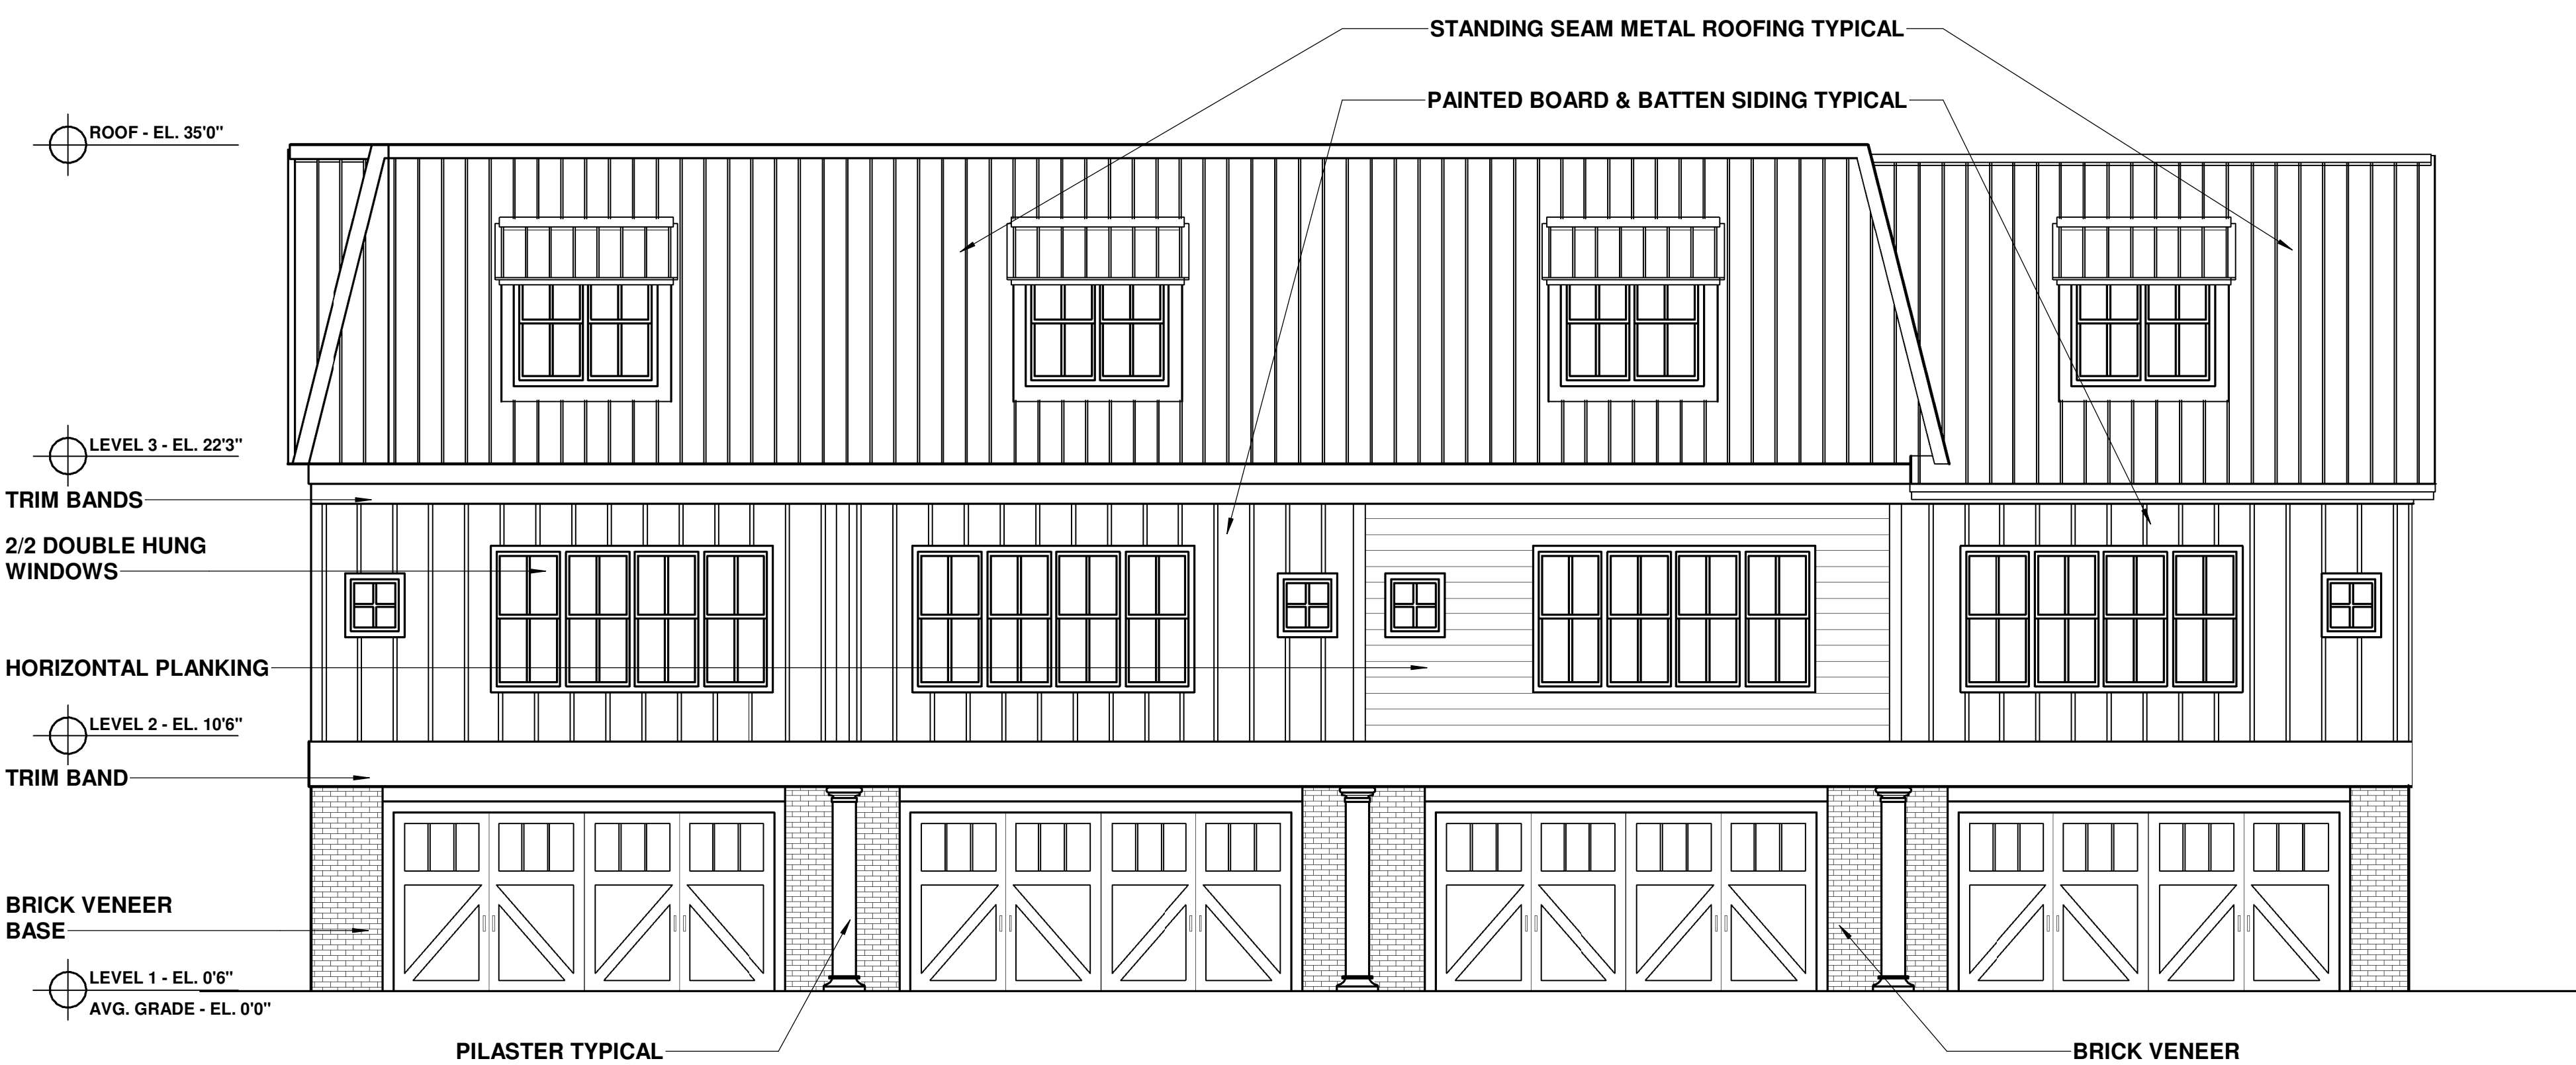 STANDING SEAM METAL ROOFING TYPICAL
PAINTED BOARD & BATTEN SIDING TYPICAL
ROOF - EL. 35'0"
LEVEL 3 - EL. 22'3"
TRIM BANDS
2/2 DOUBLE HUNG
WINDOWS
HORIZONTAL PLANKING
LEVEL 2 - EL. 10'6"
TRIM BAND
BRICK VENEER
BASE
LEVEL 1 - EL. 0'6"
AVG. GRADE - EL. 0'0"
PILASTER TYPICAL
BRICK VENEER